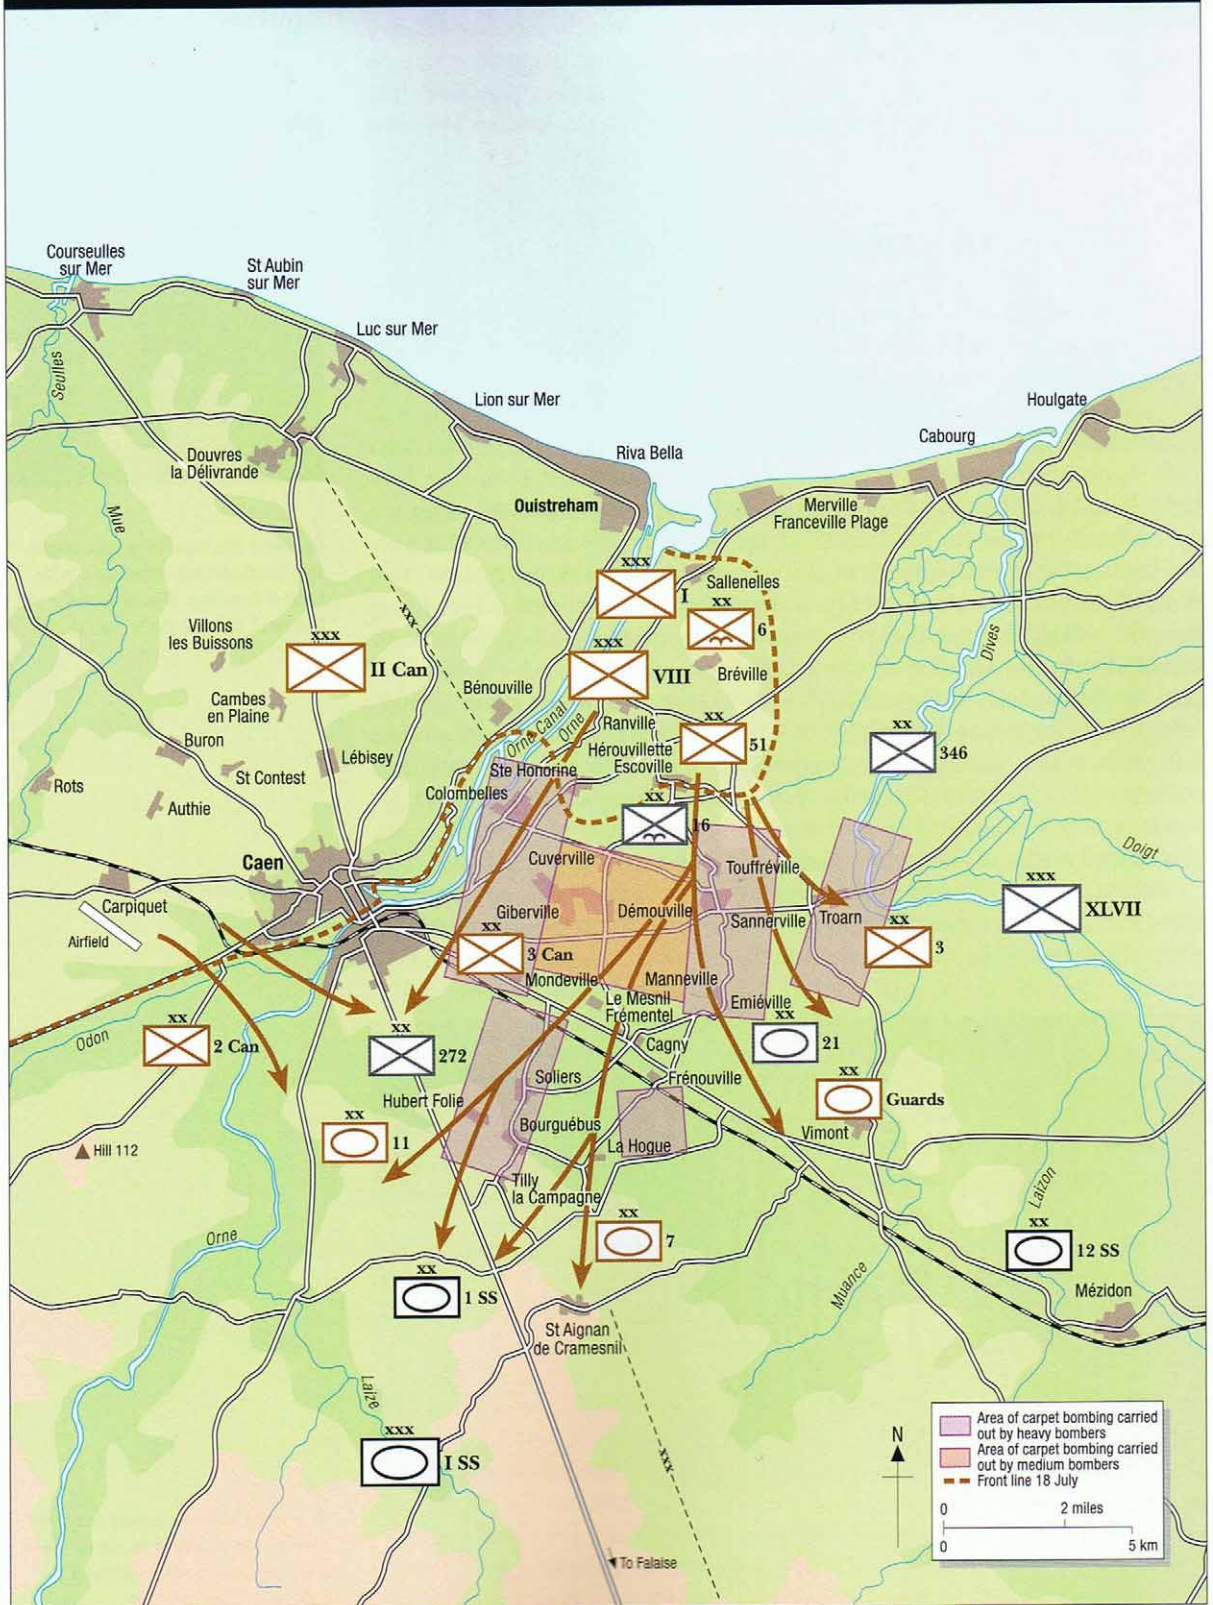 Courseulles
sur Mer
St Aubin
sur Mer
Luc sur Mer
Seulles
Lion sur Mer
Houlgate
Cabourg
Riva Bella
Douvres
la Délivrande
Ouistreham
Merville
Franceville Plage
Mue
xxx
I
Sallenelles
xx
6
xxx
Villons
les Buissons
xxx
II Can
xxx
VIII
Dives
Bréville
Bénouville
Cambes
en Plaine
Orne Canal
Orne
Ranville
xx
51
xx
346
Buron
Lébisey
Hérouvillette
Escoville
Ste Honorine
St Contest
Rots
Colombelles
xx
16
Authie
Doigt
Caen
Cuverville
Touffréville
xxx
XLVII
Carpiquet
Giberville
Démouville
Sannerville
Troarn
Airfield
xx
3 Can
xx
3
Mondeville
Manneville
Le Mesnil
Frémentel
Emiéville
Odon
xx
2 Can
xx
272
Cagny
xx
21
Soliers
Frénouville
Hubert Folie
xx
Guards
xx
11
Bourguébus
Vimont
Hill 112
La Hogue
Tilly
la Campagne
Laizon
Orne
xx
7
xx
12 SS
xx
1 SS
Muance
Mézidon
St Aignan
de Cramesnil
Laize
xxx
I SS
xxx
To Falaise
N
Area of carpet bombing carried
out by heavy bombers
Area of carpet bombing carried
out by medium bombers
Front line 18 July
0 2 miles
0 5 km